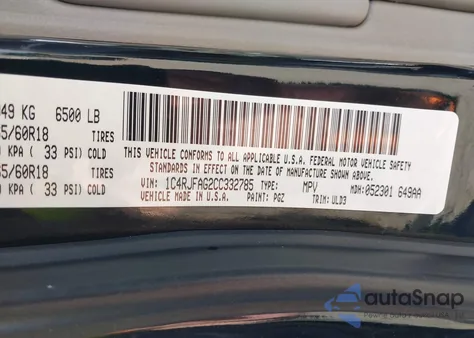 49 KG 6500 LB
5/60R18 TIRES
KPA ( 33 PSI) COLD
5/60R18 TIRES
KPA ( 33 PSI) COLD
THIS VEHICLE CONFORMS TO ALL APPLICABLE U.S.A. FEDERAL MOTOR VEHICLE SAFETY
STANDARDS IN EFFECT ON THE DATE OF MANUFACTURE SHOWN ABOVE
VIN: 1C4RJFAG2CC332785 TYPE: MPV MDH: 052301 649AA
VEHICLE MADE IN U.S.A. PAINT: PGZ TRIM: ULD3
autoSnap